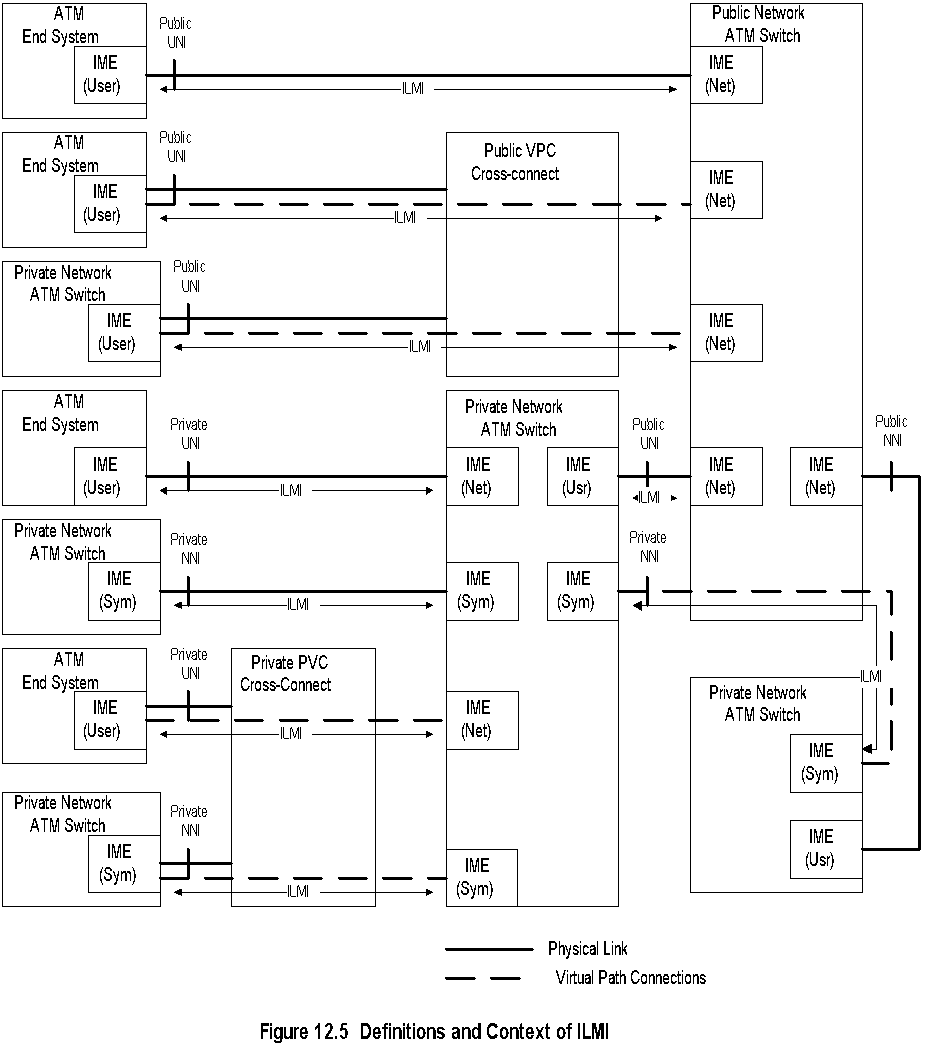 ATM
End System
IME
(User)
Public
UNI
ILMI
Public Network
ATM Switch
IME
(Net)
ATM
End System
IME
(User)
Public
UNI
ILMI
Public VPC
Cross-connect
IME
(Net)
Private Network
ATM Switch
IME
(User)
Public
UNI
ILMI
IME
(Net)
ATM
End System
IME
(User)
Private
UNI
ILMI
Private Network
ATM Switch
IME
(Net)
IME
(Usr)
Public
UNI
ILMI
IME
(Net)
IME
(Net)
Public
NNI
Private Network
ATM Switch
IME
(Sym)
Private
NNI
ILMI
IME
(Sym)
IME
(Sym)
Private
NNI
ILMI
ATM
End System
IME
(User)
Private
UNI
ILMI
Private PVC
Cross-Connect
IME
(Net)
Private Network
ATM Switch
IME
(Sym)
IME
(Usr)
Private Network
ATM Switch
IME
(Sym)
Private
NNI
ILMI
IME
(Sym)
Physical Link
Virtual Path Connections
Figure 12.5 Definitions and Context of ILMI